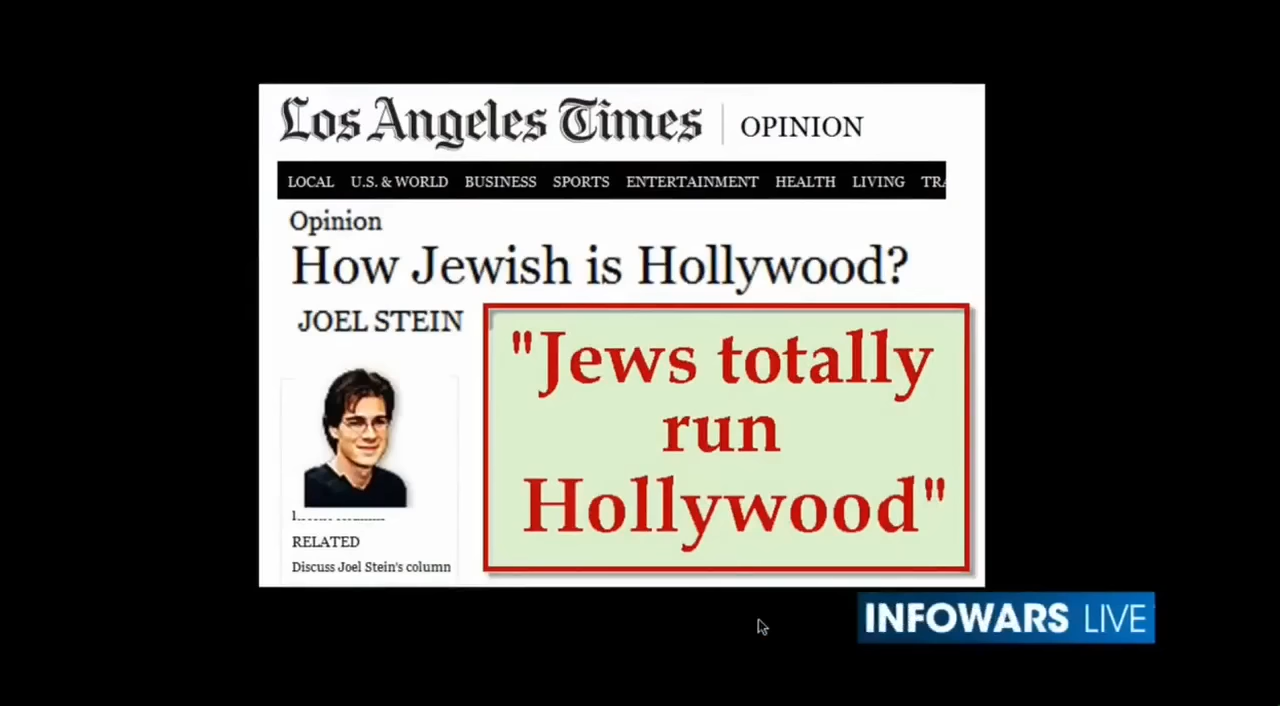 Los Angeles Times | OPINION
LOCAL U.S. & WORLD BUSINESS SPORTS ENTERTAINMENT HEALTH LIVING TRA
Opinion
How Jewish is Hollywood?
JOEL STEIN
"Jews totally
run
Hollywood"
RELATED
Discuss Joel Stein's column
INFOWARS LIVE